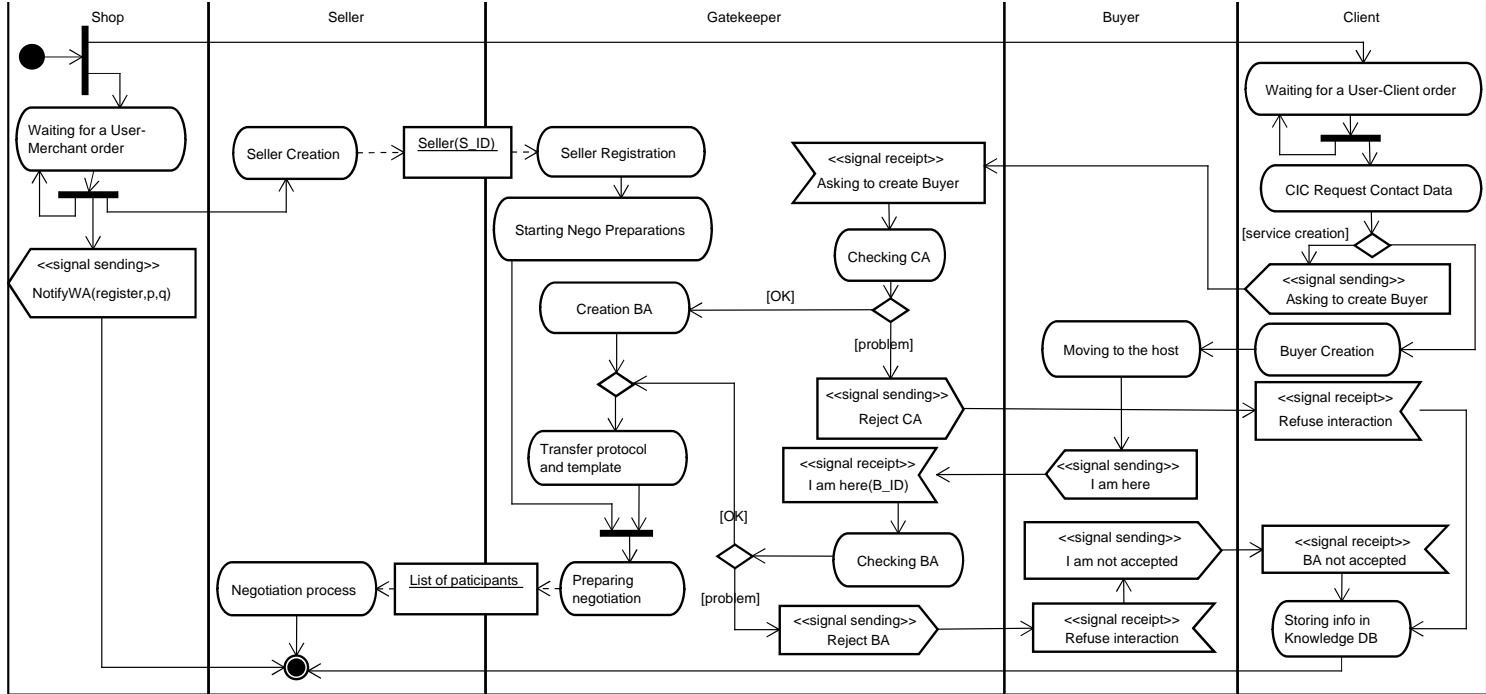 Shop
Seller
Gatekeeper
Buyer
Client
Waiting for a User-
Merchant order
<<signal sending>>
NotifyWA(register,p,q)
Seller Creation
Seller(S_ID)
Seller Registration
Starting Nego Preparations
<<signal receipt>>
Asking to create Buyer
Checking CA
[OK]
[problem]
Creation BA
<<signal sending>>
Reject CA
Transfer protocol
and template
<<signal receipt>>
I am here(B_ID)
[OK]
Checking BA
[problem]
Preparing
negotiation
List of paticipants
Negotiation process
<<signal sending>>
Reject BA
Moving to the host
<<signal sending>>
I am here
<<signal sending>>
I am not accepted
<<signal receipt>>
Refuse interaction
Waiting for a User-Client order
CIC Request Contact Data
[service creation]
<<signal sending>>
Asking to create Buyer
Buyer Creation
<<signal receipt>>
Refuse interaction
<<signal receipt>>
BA not accepted
Storing info in
Knowledge DB